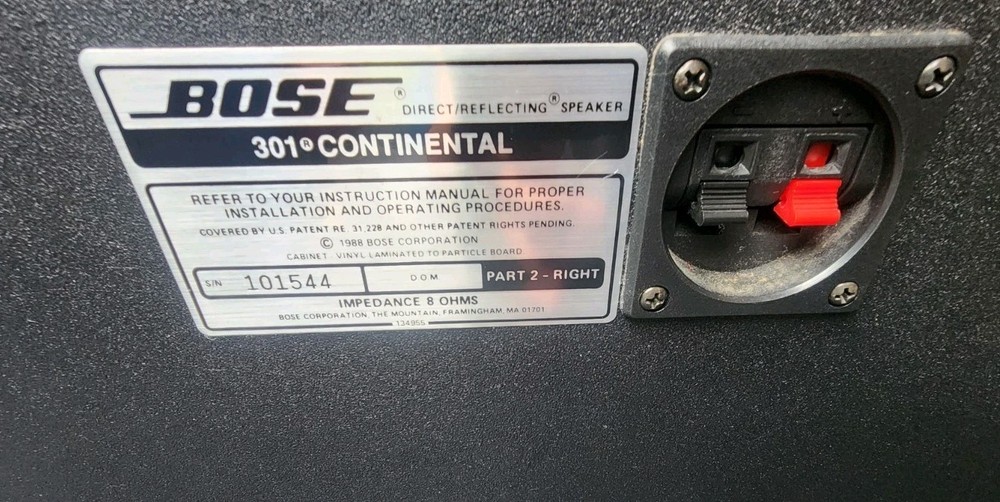 BOSE® DIRECT/REFLECTING® SPEAKER
301® CONTINENTAL
REFER TO YOUR INSTRUCTION MANUAL FOR PROPER
INSTALLATION AND OPERATING PROCEDURES.
COVERED BY U.S. PATENT RE. 31,228 AND OTHER PATENT RIGHTS PENDING.
© 1988 BOSE CORPORATION
CABINET - VINYL LAMINATED TO PARTICLE BOARD
S/N 101544 D.O.M PART 2 - RIGHT
IMPEDANCE 8 OHMS
BOSE CORPORATION, THE MOUNTAIN, FRAMINGHAM, MA 01701
134955